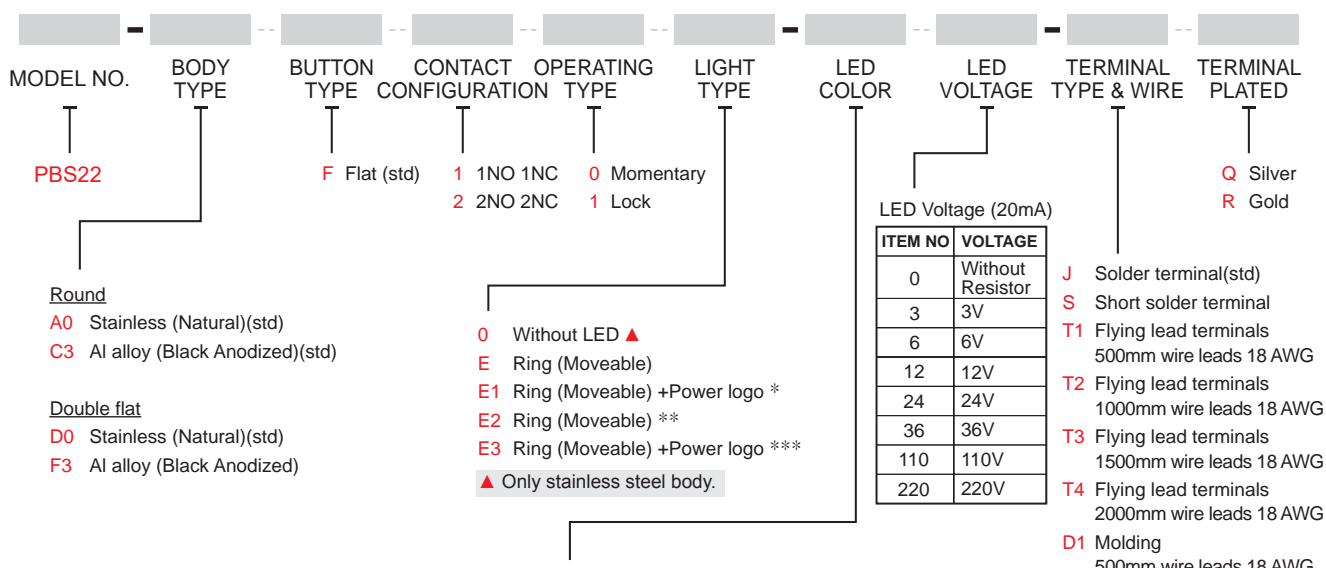 MODEL NO.
BODY
TYPE
BUTTON
TYPE
CONTACT
CONFIGURATION
OPERATING
TYPE
LIGHT
TYPE
LED
COLOR
LED
VOLTAGE
TERMINAL
TYPE & WIRE
TERMINAL
PLATED
PBS22
F Flat (std)
1 1NO 1NC
2 2NO 2NC
0 Momentary
1 Lock
Q Silver
R Gold
Round
A0 Stainless (Natural)(std)
C3 Al alloy (Black Anodized)(std)
Double flat
D0 Stainless (Natural)(std)
F3 Al alloy (Black Anodized)
0 Without LED ▲
E Ring (Moveable)
E1 Ring (Moveable) +Power logo *
E2 Ring (Moveable) **
E3 Ring (Moveable) +Power logo ***
▲ Only stainless steel body.
LED Voltage (20mA)
ITEM NO VOLTAGE
0 Without
Resistor
3 3V
6 6V
12 12V
24 24V
36 36V
110 110V
220 220V
J Solder terminal(std)
S Short solder terminal
T1 Flying lead terminals
500mm wire leads 18 AWG
T2 Flying lead terminals
1000mm wire leads 18 AWG
T3 Flying lead terminals
1500mm wire leads 18 AWG
T4 Flying lead terminals
2000mm wire leads 18 AWG
D1 Molding
500mm wire leads 18 AWG